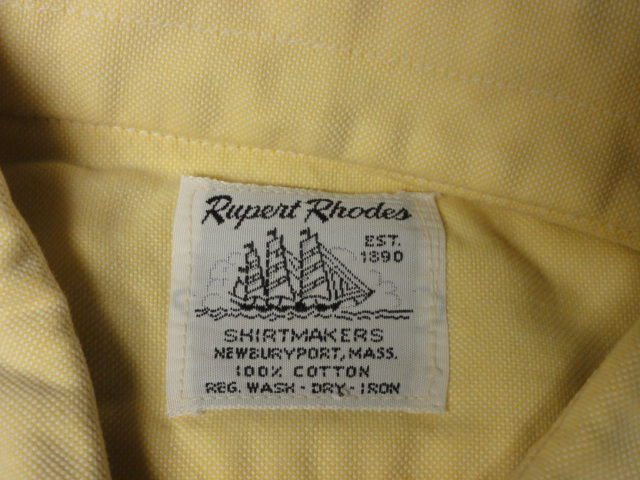 Rupert Rhodes
EST.
1890
SHIRTMAKERS
NEWBURYPORT, MASS.
100% COTTON
REG. WASH - DRY - IRON